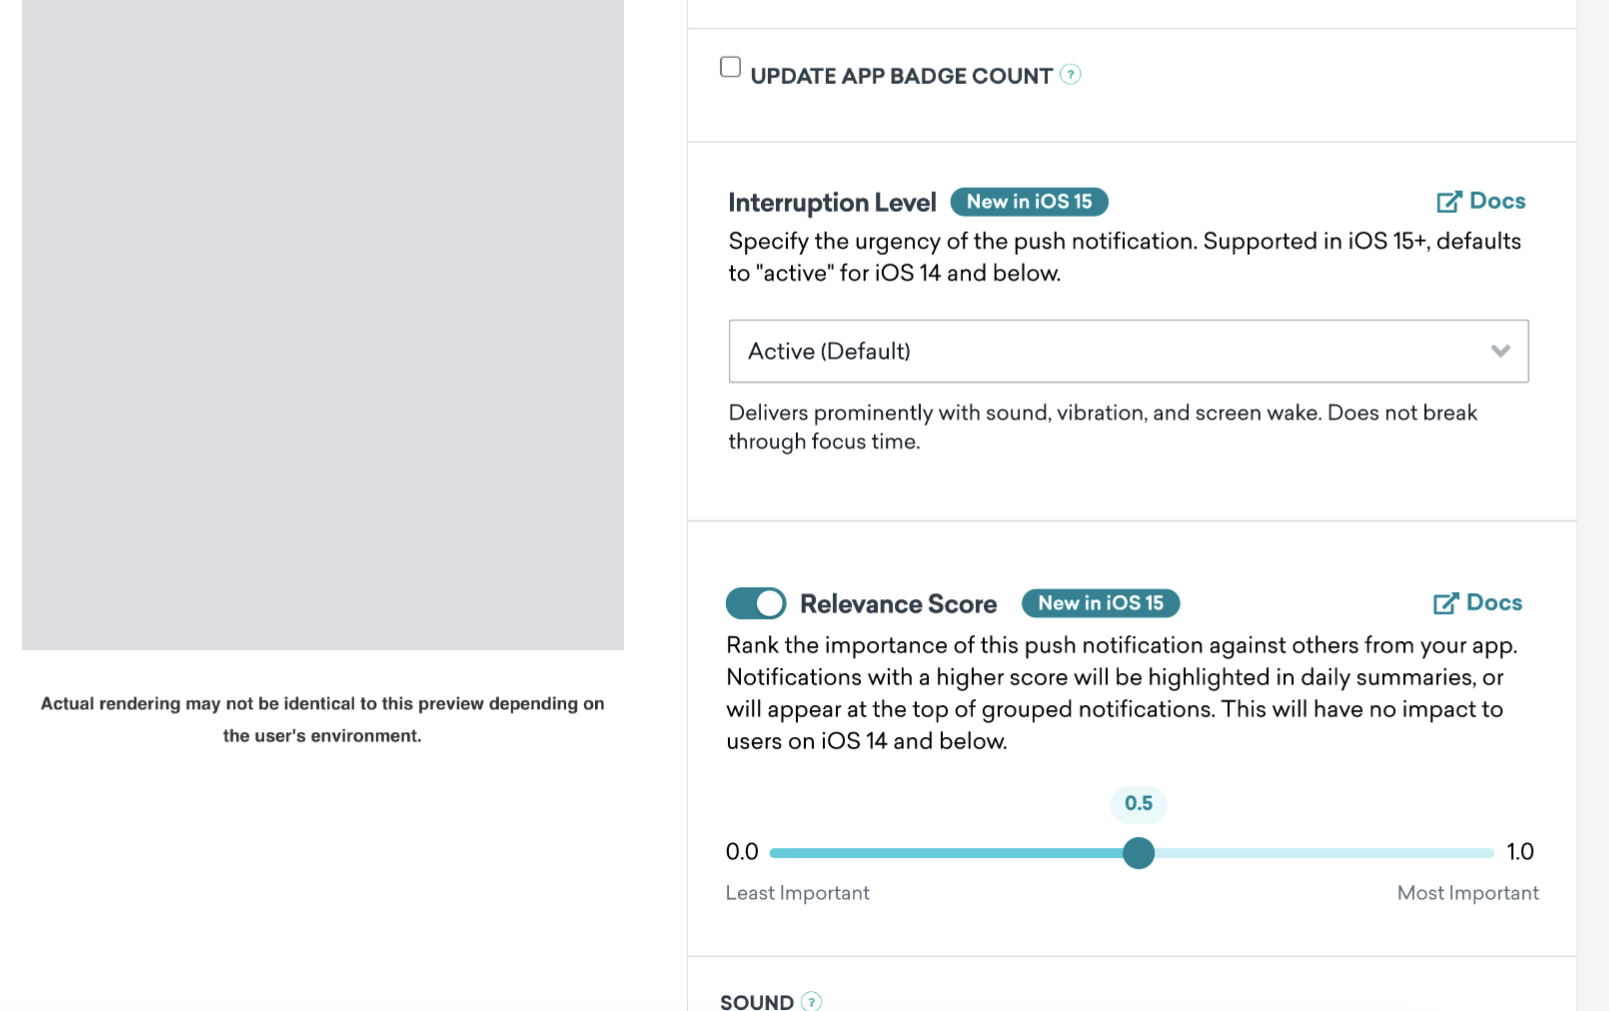 UPDATE APP BADGE COUNT ?
Interruption Level New in iOS 15 Docs
Specify the urgency of the push notification. Supported in iOS 15+, defaults
to "active" for iOS 14 and below.
Active (Default)
Delivers prominently with sound, vibration, and screen wake. Does not break
through focus time.
Relevance Score New in iOS 15 Docs
Rank the importance of this push notification against others from your app.
Notifications with a higher score will be highlighted in daily summaries, or
will appear at the top of grouped notifications. This will have no impact to
users on iOS 14 and below.
0.5
0.0 1.0
Least Important Most Important
SOUND ?
Actual rendering may not be identical to this preview depending on
the user's environment.